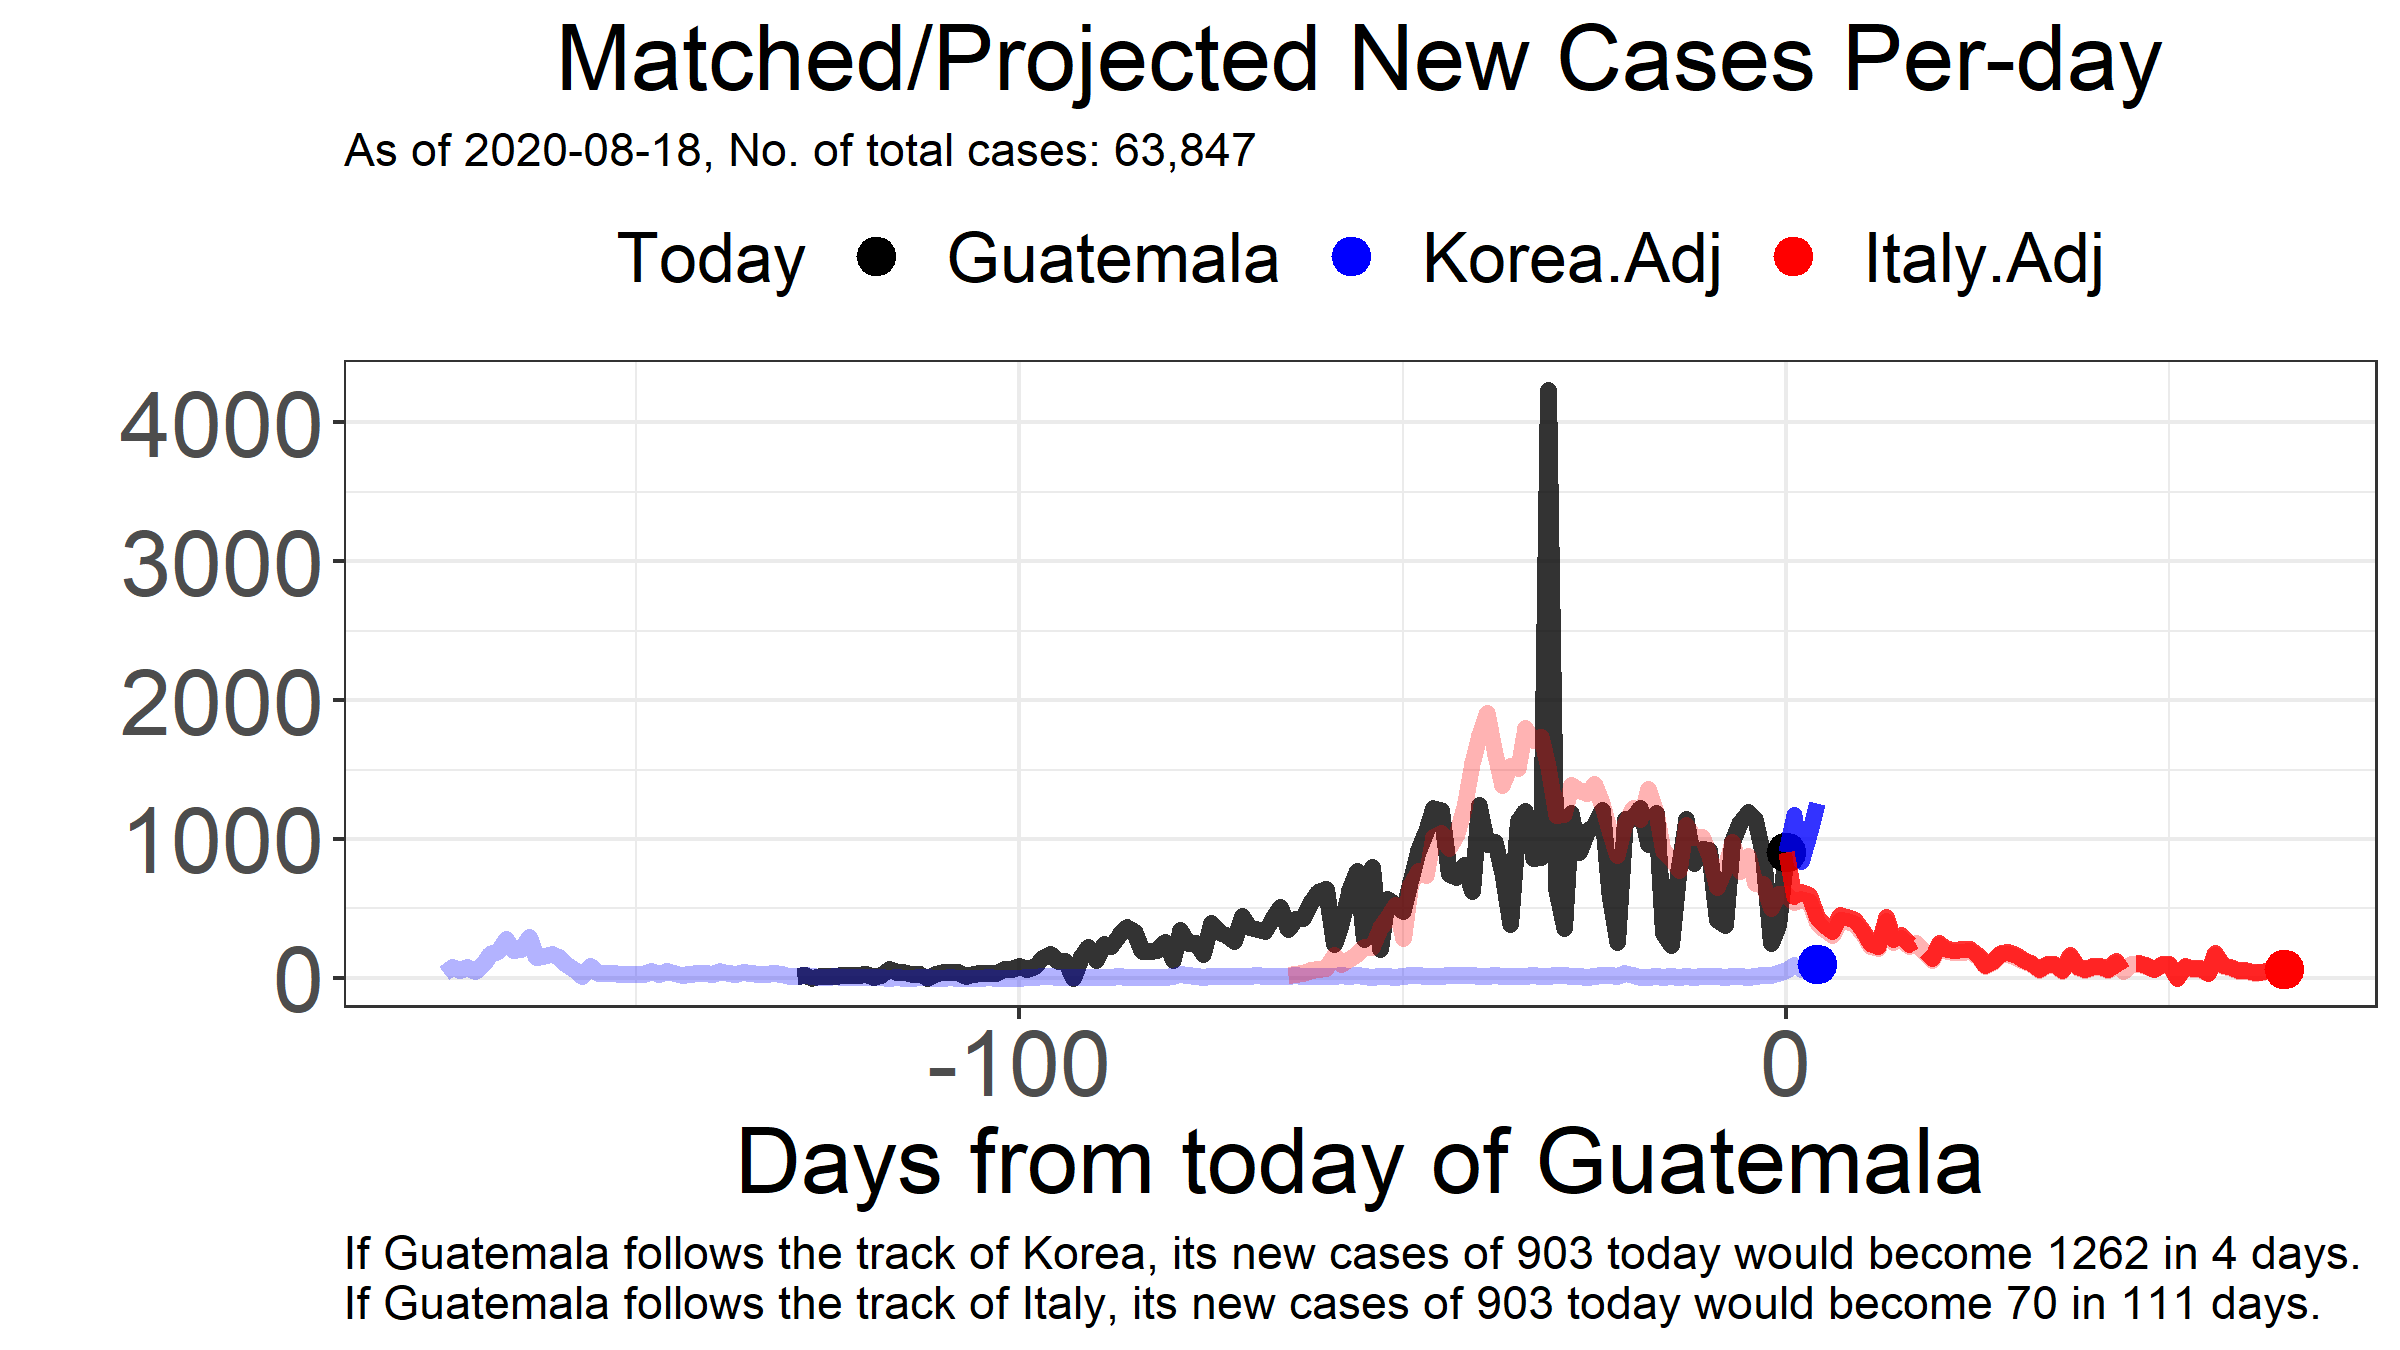 Matched/Projected New Cases Per-day
As of 2020-08-18, No. of total cases: 63,847
Today Guatemala Korea.Adj Italy.Adj
4000
3000
2000
1000
0
-100 0
Days from today of Guatemala
If Guatemala follows the track of Korea, its new cases of 903 today would become 1262 in 4 days.
If Guatemala follows the track of Italy, its new cases of 903 today would become 70 in 111 days.